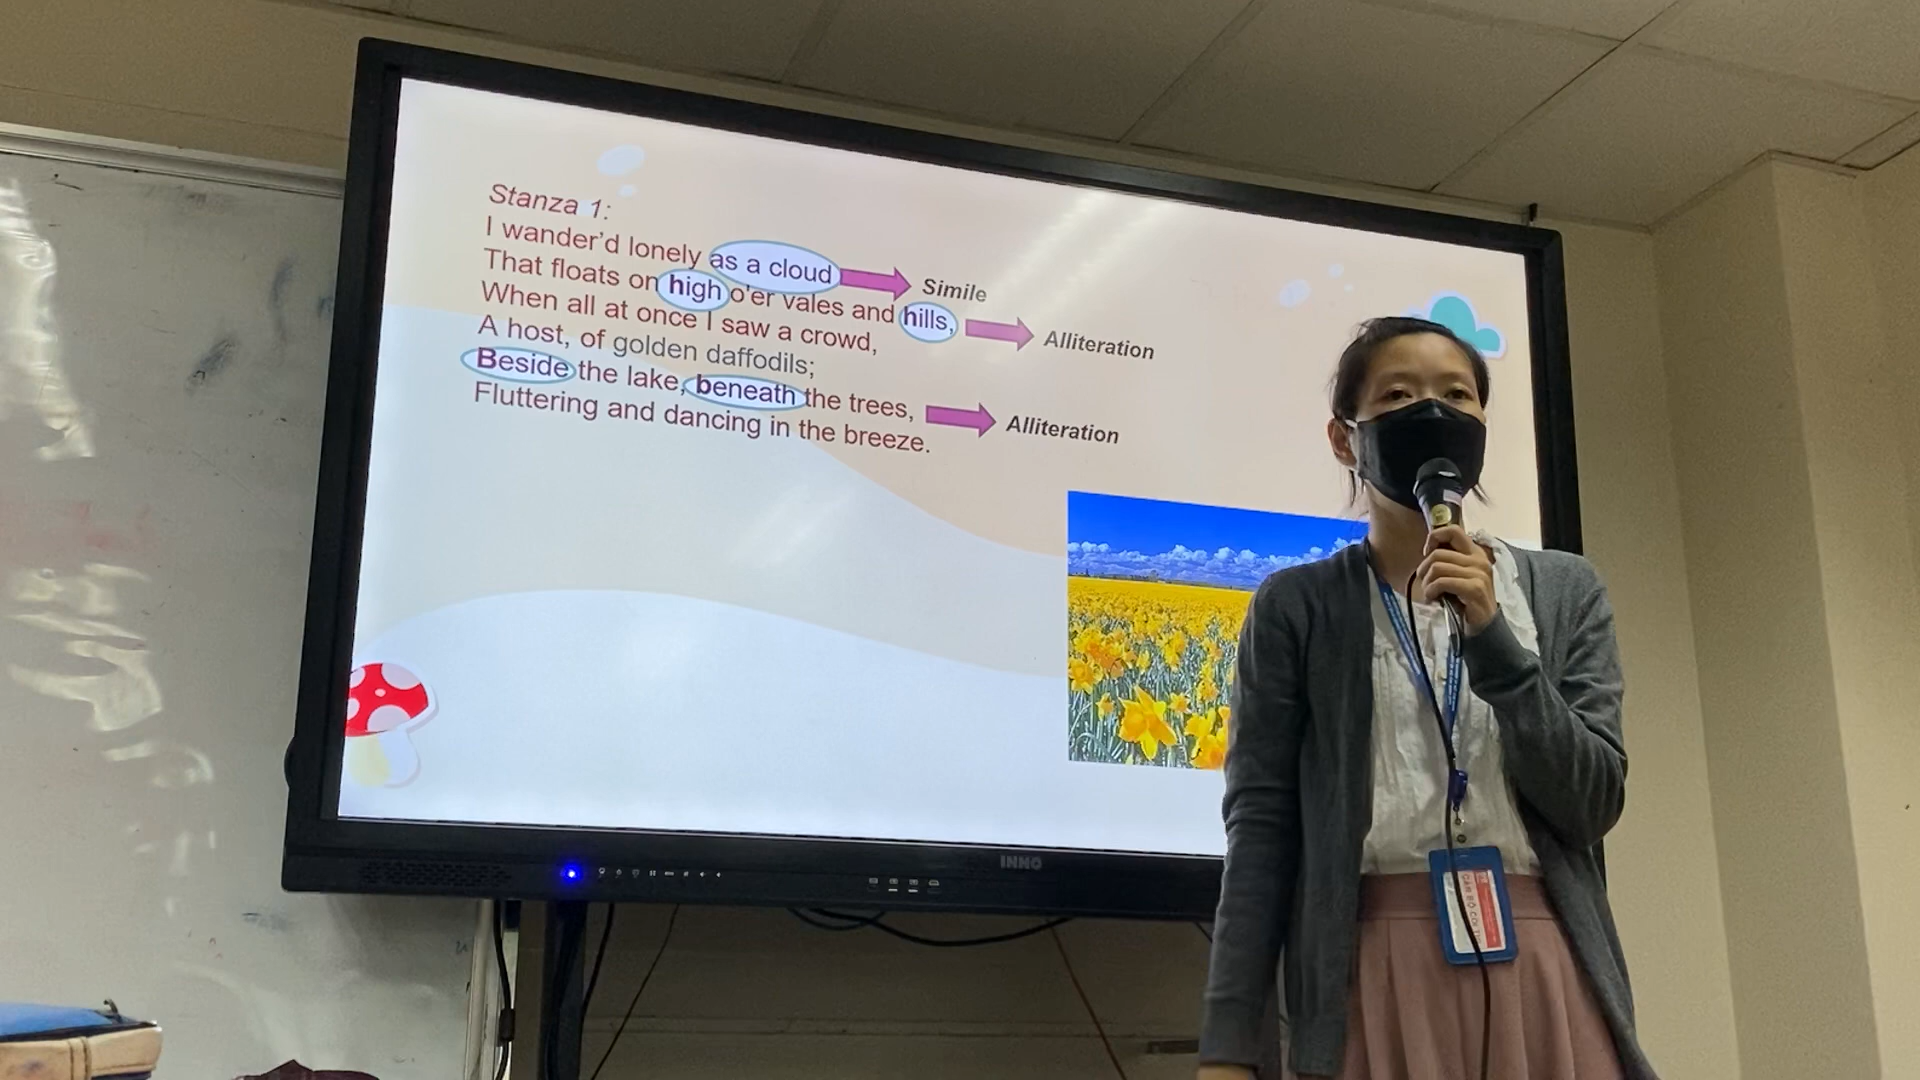 Stanza 1:
I wander'd lonely as a cloud Simile
That floats on high o'er vales and hills, Alliteration
When all at once I saw a crowd,
A host, of golden daffodils;
Beside the lake, beneath the trees, Alliteration
Fluttering and dancing in the breeze.
INNO